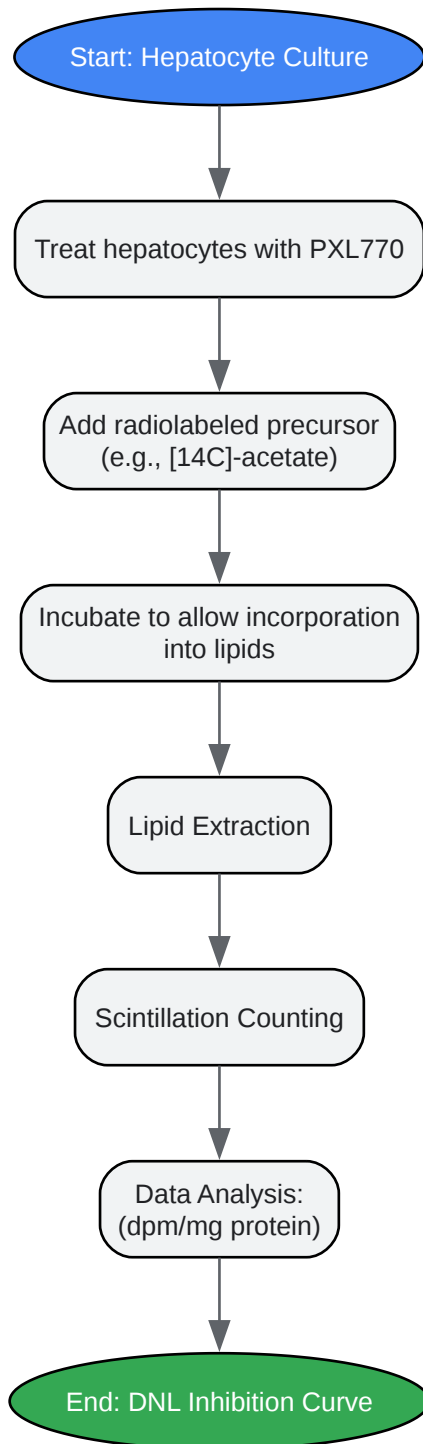 Start: Hepatocyte Culture
Treat hepatocytes with PXL770
Add radiolabeled precursor
(e.g., [14C]-acetate)
Incubate to allow incorporation
into lipids
Lipid Extraction
Scintillation Counting
Data Analysis:
(dpm/mg protein)
End: DNL Inhibition Curve